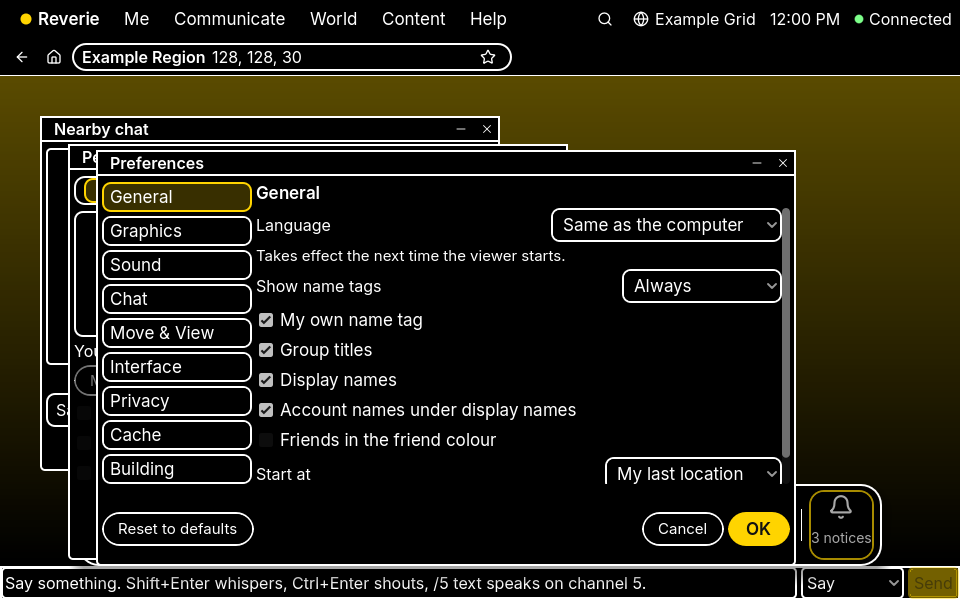 Reverie Me Communicate World Content Help Example Grid 12:00 PM Connected
Example Region 128, 128, 30
Nearby chat
Preferences
General
Graphics
Sound
Chat
Move & View
Interface
Privacy
Cache
Building
General
Language Same as the computer
Takes effect the next time the viewer starts.
Show name tags Always
My own name tag
Group titles
Display names
Account names under display names
Friends in the friend colour
Start at My last location
Reset to defaults Cancel OK
3 notices
Say something. Shift+Enter whispers, Ctrl+Enter shouts, /5 text speaks on channel 5. Say Send